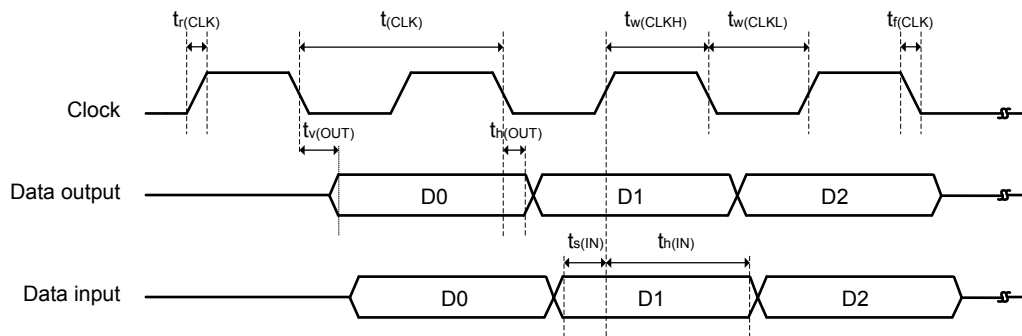 tr(CLK) t(CLK) tw(CLKH) tw(CLKL) tf(CLK)
Clock
tv(OUT) th(OUT)
Data output D0 D1 D2
ts(IN) th(IN)
Data input D0 D1 D2